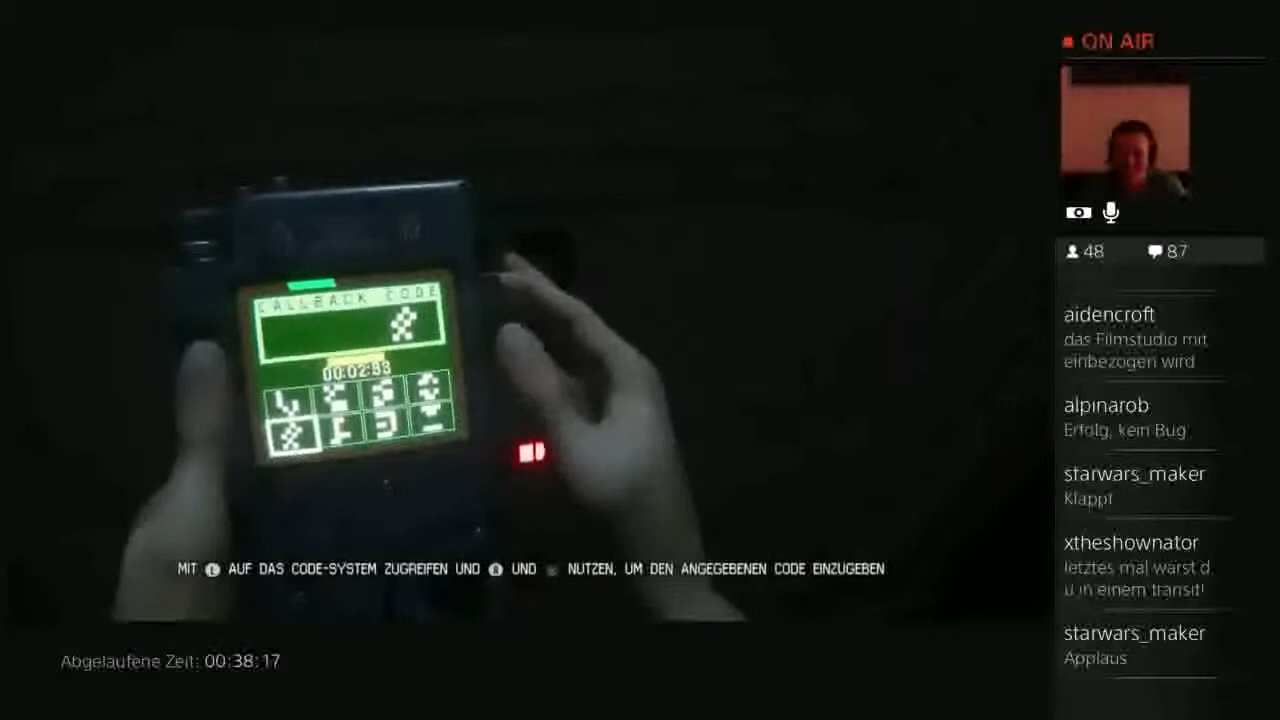 ON AIR
48 87
CALLBACK CODE
00:02:93
aidencroft
das Filmstudio mit
einbezogen wird
alpinarob
Erfolg, kein Bug
starwars_maker
Klappt
xtheshownator
letztes mal warst d
u in einem transit!
starwars_maker
Applaus
MIT L AUF DAS CODE-SYSTEM ZUGREIFEN UND R UND NUTZEN, UM DEN ANGEGEBENEN CODE EINZUGEBEN
Abgelaufene Zeit: 00:38:17